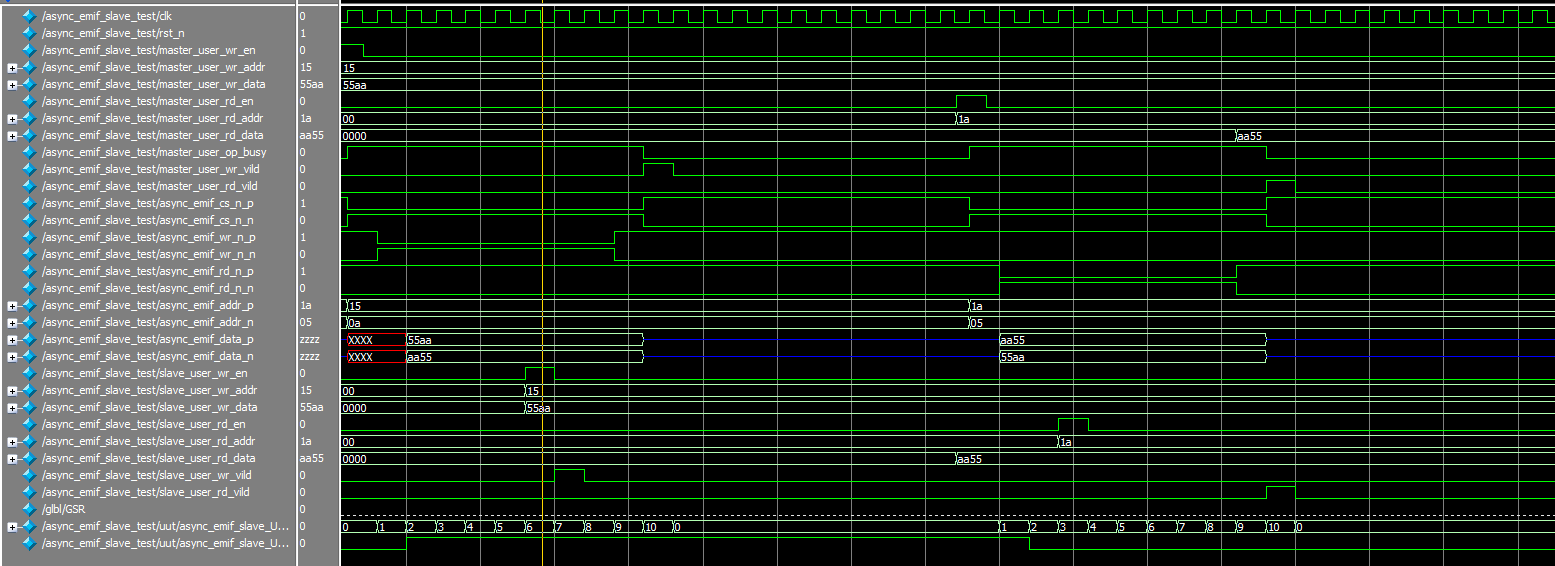 /async_emif_slave_test/clk 0
/async_emif_slave_test/rst_n 1
/async_emif_slave_test/master_user_wr_en 0
/async_emif_slave_test/master_user_wr_addr 15 15
/async_emif_slave_test/master_user_wr_data 55aa 55aa
/async_emif_slave_test/master_user_rd_en 0
/async_emif_slave_test/master_user_rd_addr 1a 00 1a
/async_emif_slave_test/master_user_rd_data aa55 0000 aa55
/async_emif_slave_test/master_user_op_busy 0
/async_emif_slave_test/master_user_wr_vild 0
/async_emif_slave_test/master_user_rd_vild 0
/async_emif_slave_test/async_emif_cs_n_p 1
/async_emif_slave_test/async_emif_cs_n_n 0
/async_emif_slave_test/async_emif_wr_n_p 1
/async_emif_slave_test/async_emif_wr_n_n 0
/async_emif_slave_test/async_emif_rd_n_p 1
/async_emif_slave_test/async_emif_rd_n_n 0
/async_emif_slave_test/async_emif_addr_p 1a 15 1a
/async_emif_slave_test/async_emif_addr_n 05 0a 05
/async_emif_slave_test/async_emif_data_p zzzz XXXX 55aa aa55
/async_emif_slave_test/async_emif_data_n zzzz XXXX aa55 55aa
/async_emif_slave_test/slave_user_wr_en 0
/async_emif_slave_test/slave_user_wr_addr 15 00 15
/async_emif_slave_test/slave_user_wr_data 55aa 0000 55aa
/async_emif_slave_test/slave_user_rd_en 0
/async_emif_slave_test/slave_user_rd_addr 1a 00 1a
/async_emif_slave_test/slave_user_rd_data aa55 0000 aa55
/async_emif_slave_test/slave_user_wr_vild 0
/async_emif_slave_test/slave_user_rd_vild 0
/glbl/GSR 0
/async_emif_slave_test/uut/async_emif_slave_U... 0 0 1 2 3 4 5 6 7 8 9 10 0 1 2 3 4 5 6 7 8 9 10 0
/async_emif_slave_test/uut/async_emif_slave_U... 0